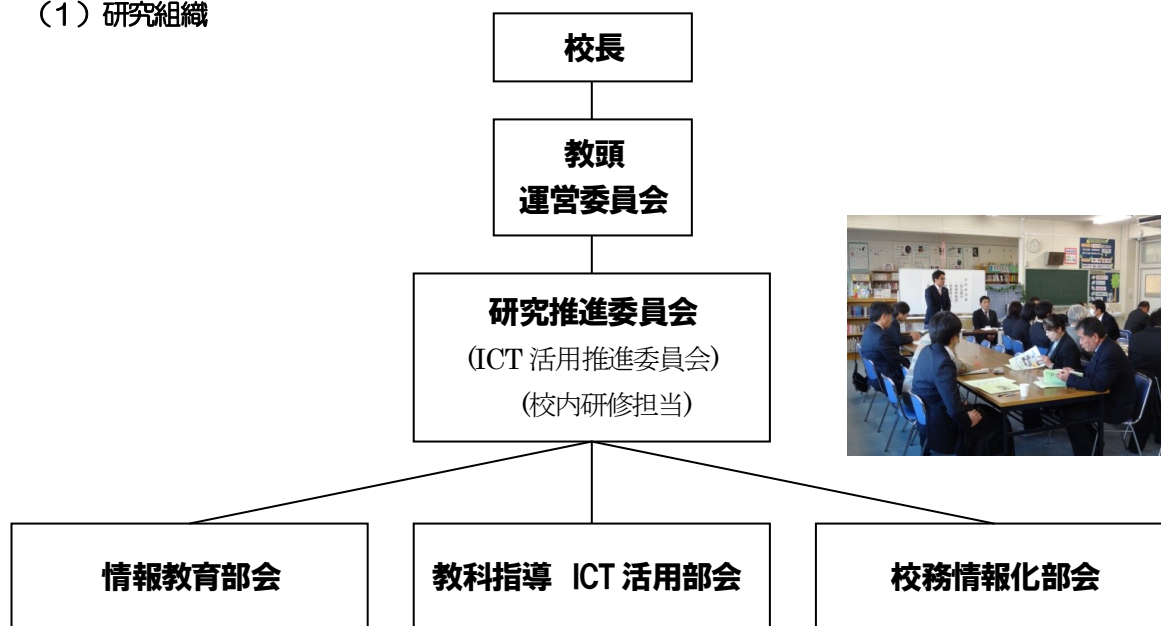 （1）研究組織
校長
教頭
運営委員会
研究推進委員会
(ICT 活用推進委員会)
(校内研修担当)
情報教育部会
教科指導 ICT 活用部会
校務情報化部会